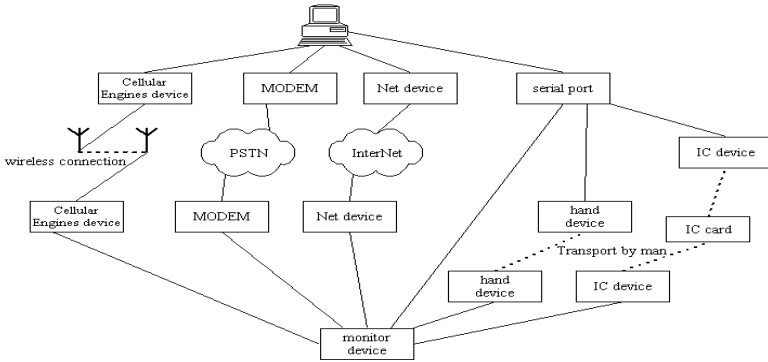 Cellular
Engines device
MODEM
Net device
serial port
PSTN
InterNet
IC device
wireless connection
Cellular
Engines device
MODEM
Net device
hand
device
IC card
Transport by man
hand
device
IC device
monitor
device